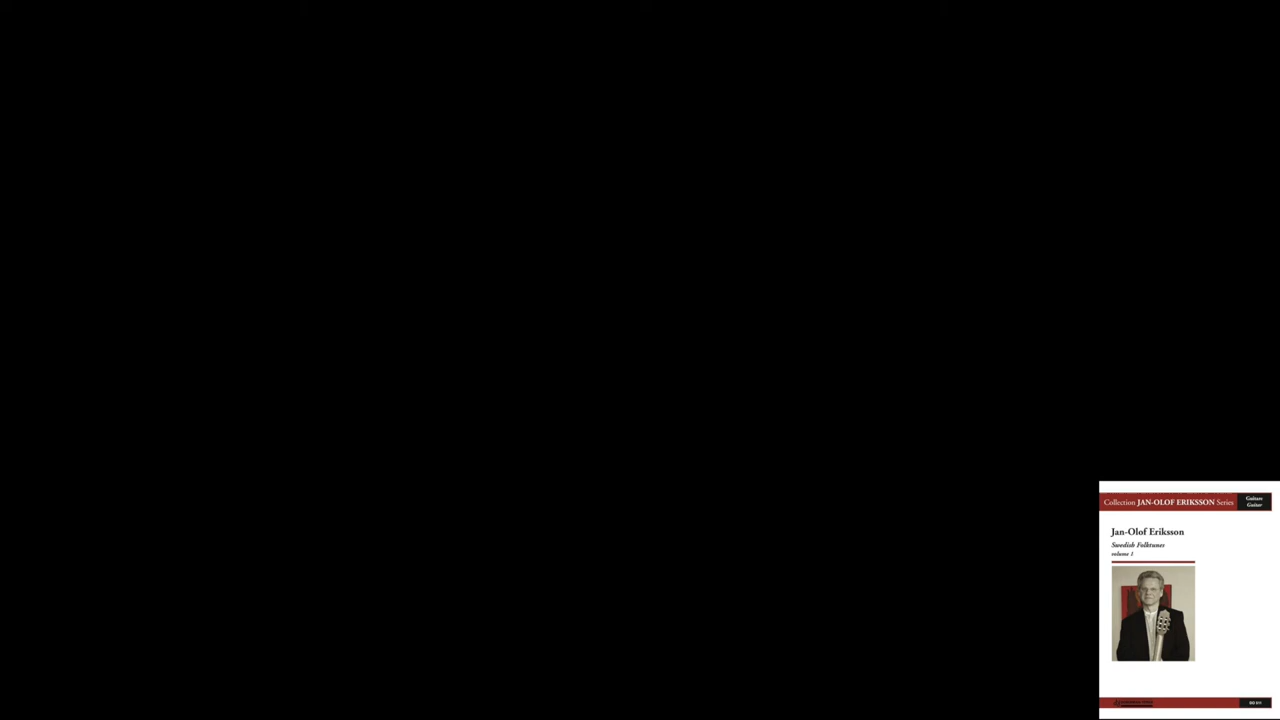 Collection JAN-OLOF ERIKSSON Series
Guitare
Guitar
Jan-Olof Eriksson
Swedish Folktunes
volume 1